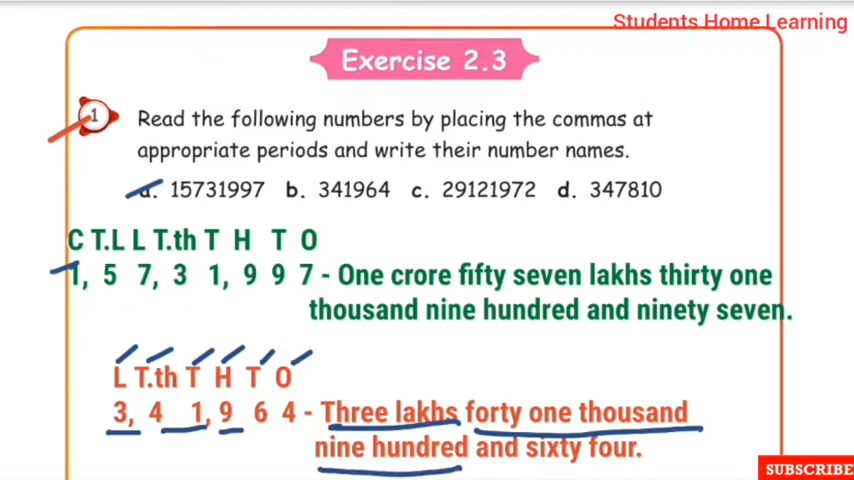 Students Home Learning
Exercise 2.3
1
Read the following numbers by placing the commas at
appropriate periods and write their number names.
a. 15731997 b. 341964 c. 29121972 d. 347810
C T.L L T.th T H T O
1, 5 7, 3 1, 9 9 7 - One crore fifty seven lakhs thirty one
thousand nine hundred and ninety seven.
L T.th T H T O
3, 4 1, 9 6 4 - Three lakhs forty one thousand
nine hundred and sixty four.
SUBSCRIBE